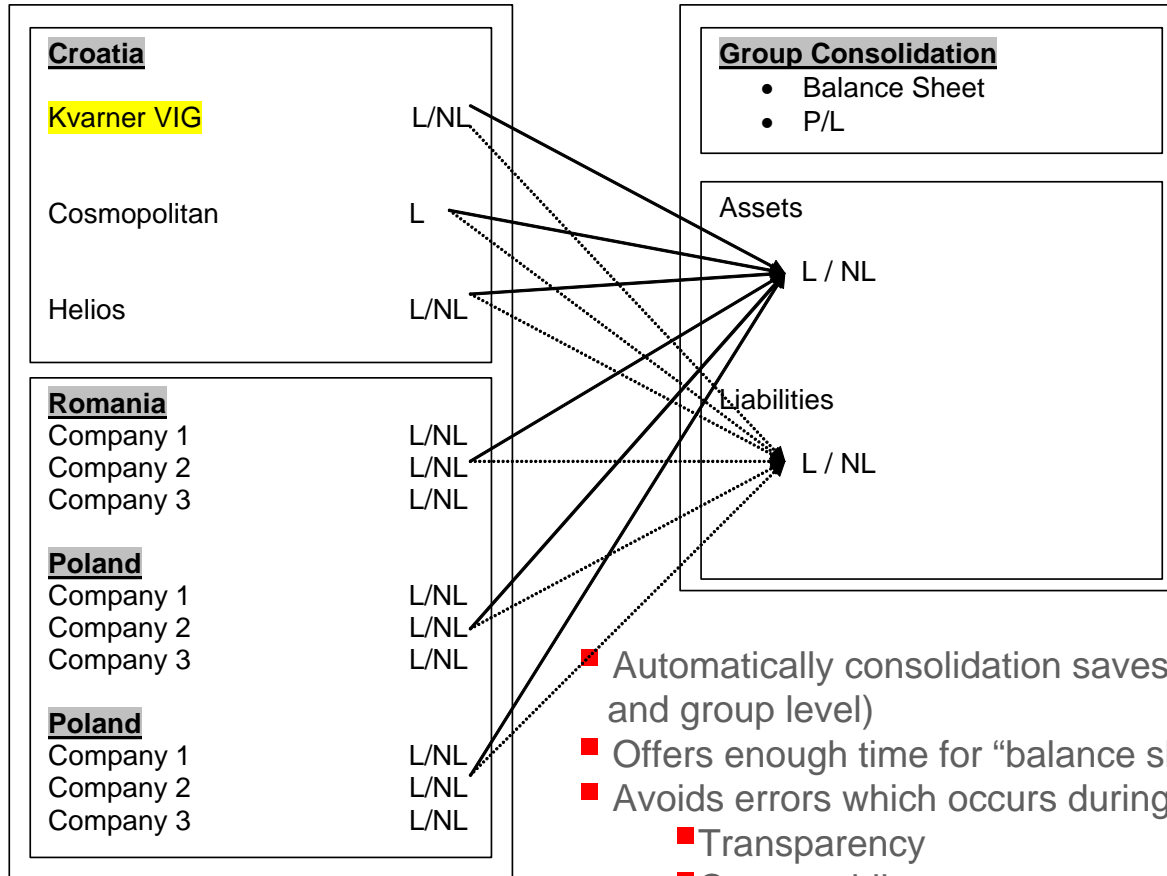 Croatia
Kvarner VIG L/NL
Cosmopolitan L
Helios L/NL
Romania
Company 1 L/NL
Company 2 L/NL
Company 3 L/NL
Poland
Company 1 L/NL
Company 2 L/NL
Company 3 L/NL
Poland
Company 1 L/NL
Company 2 L/NL
Company 3 L/NL
Group Consolidation
• Balance Sheet
• P/L
Assets
L / NL
Liabilities
L / NL
Automatically consolidation saves
and group level)
Offers enough time for “balance
Avoids errors which occurs during
Transparency